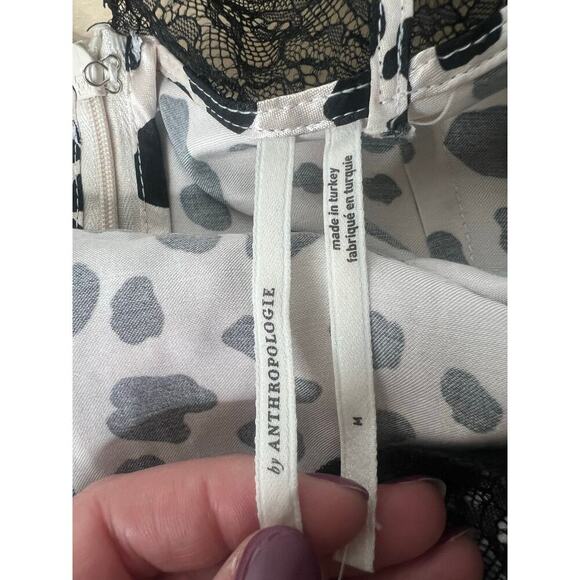 by ANTHROPOLOGIE
made in turkey
fabriqué en turquie
M